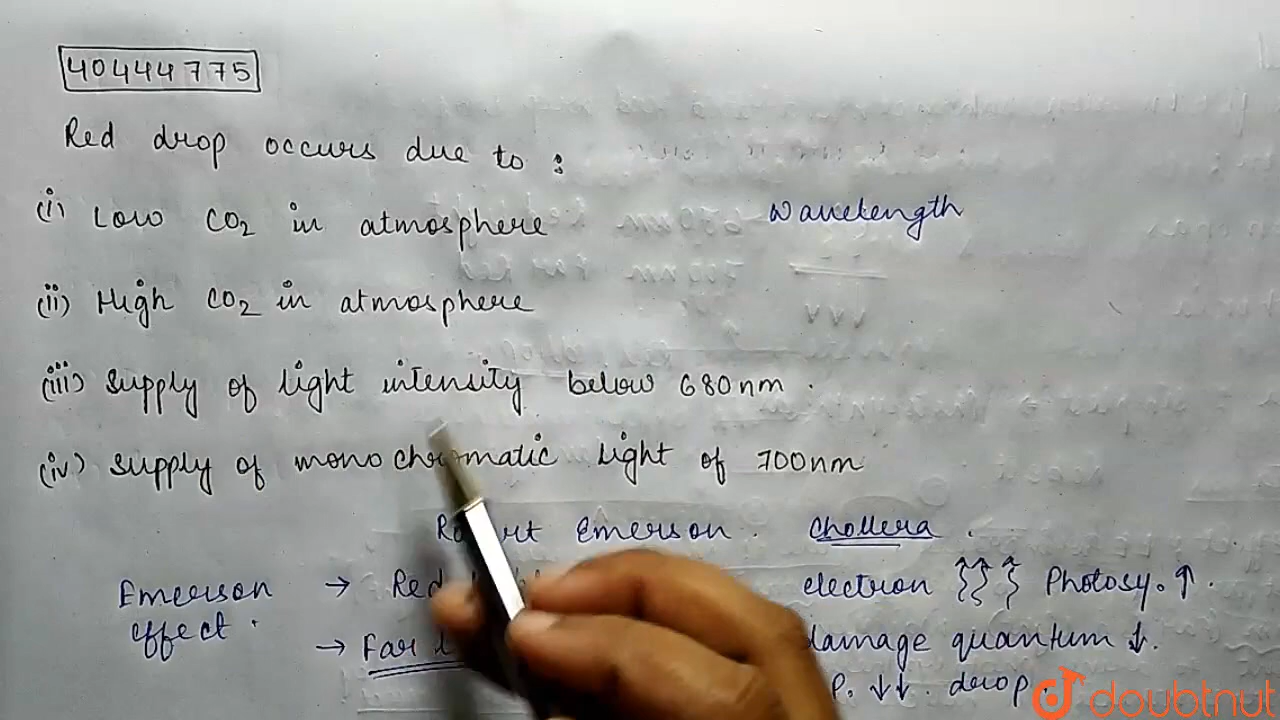 40444775
Red drop occurs due to :
(i) Low CO2 in atmosphere
Wavelength
(ii) High CO2 in atmosphere
(iii) Supply of light intensity below 680nm .
(iv) Supply of monochromatic light of 700nm
Emerson . Chollera .
Emerson → Red electron Photosy. ↑ .
effect . → Far damage quantum ↓ .
P. ↓↓ . drop .
doubtnut